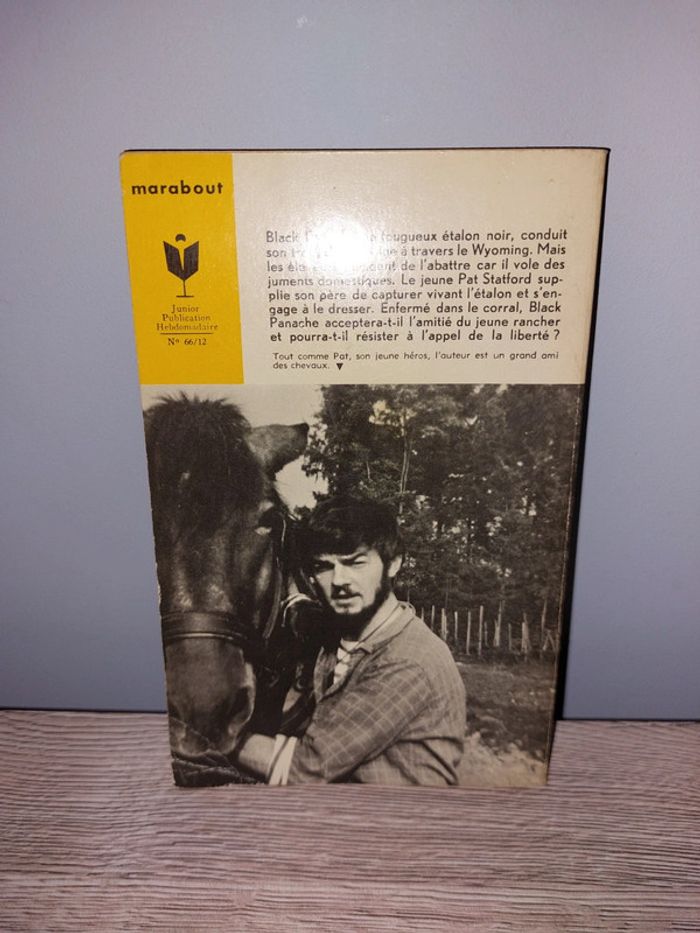 marabout
Junior
Publication
Hebdomadaire
Nº 66/12
Black fougueux étalon noir, conduit
son à travers le Wyoming. Mais
les de l'abattre car il vole des
juments domestiques. Le jeune Pat Statford sup-
plie son père de capturer vivant l'étalon et s'en-
gage à le dresser. Enfermé dans le corral, Black
Panache acceptera-t-il l'amitié du jeune rancher
et pourra-t-il résister à l'appel de la liberté ?
Tout comme Pat, son jeune héros, l'auteur est un grand ami
des chevaux. ▼